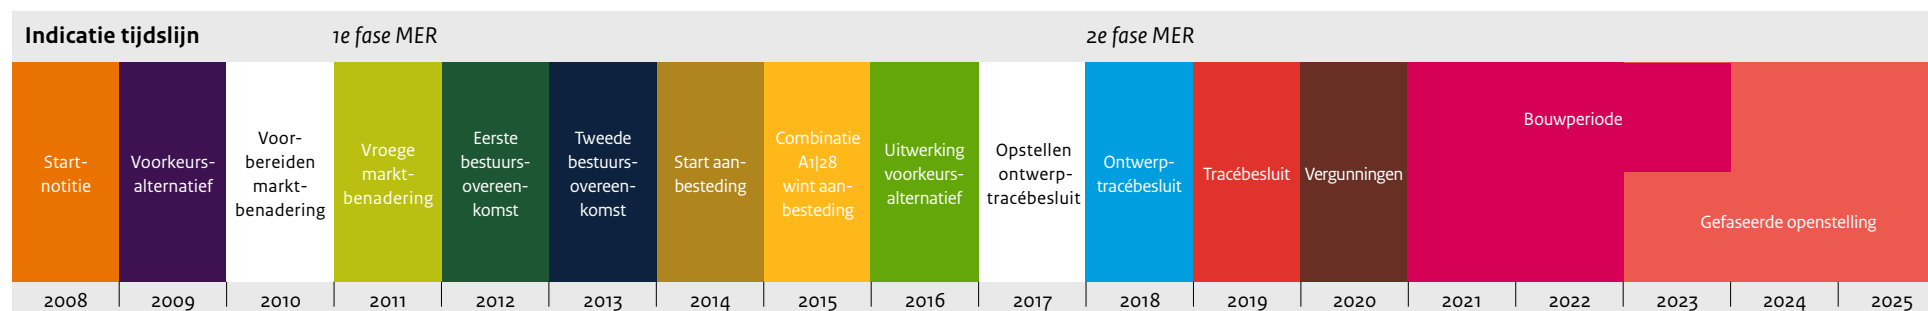 Indicatie tijdslijn
1e fase MER
2e fase MER
Start-
notitie
Voorkeurs-
alternatief
Voor-
bereiden
markt-
benadering
Vroege
markt-
benadering
Eerste
bestuurs-
overeen-
komst
Tweede
bestuurs-
overeen-
komst
Start aan-
besteding
Combinatie
A1|28
wint aan-
besteding
Uitwerking
voorkeurs-
alternatief
Opstellen
ontwerp-
tracébesluit
Ontwerp-
tracébesluit
Tracébesluit
Vergunningen
Bouwperiode
Gefaseerde openstelling
2008 2009 2010 2011 2012 2013 2014 2015 2016 2017 2018 2019 2020 2021 2022 2023 2024 2025